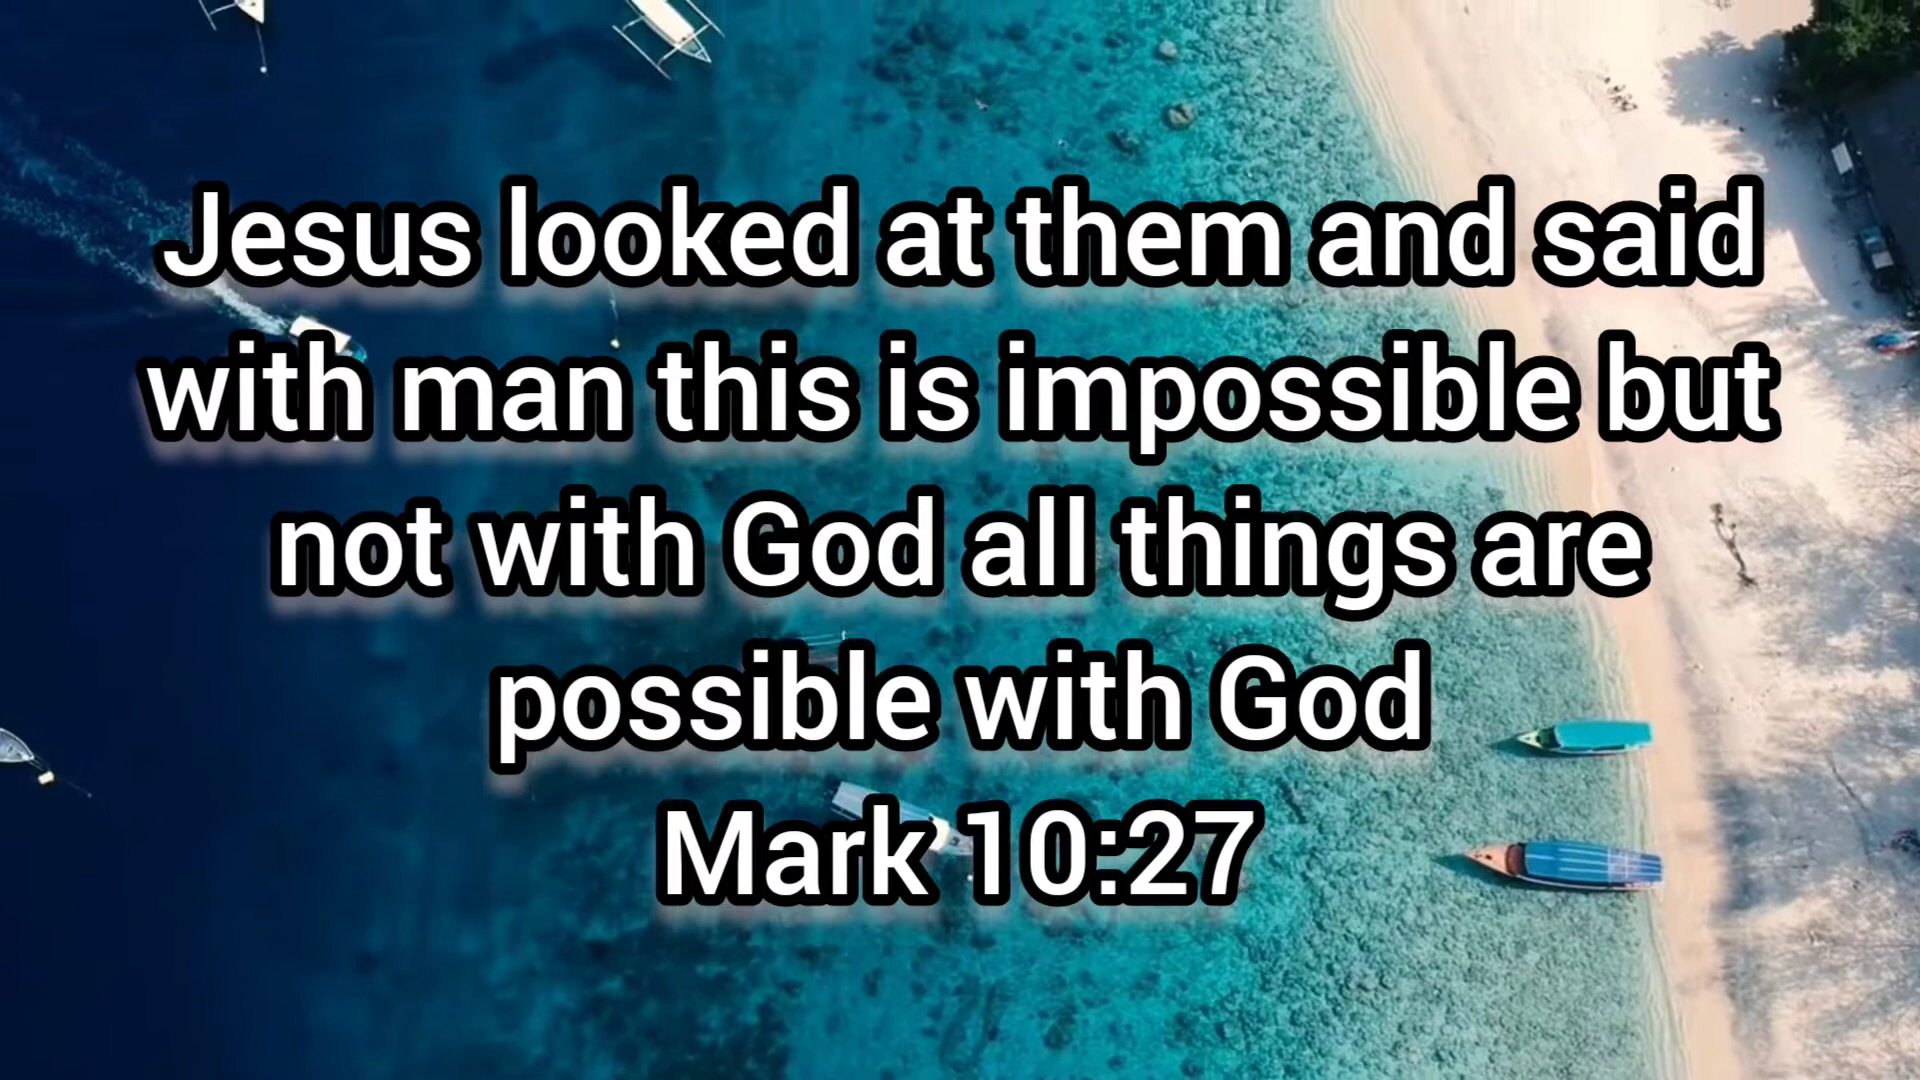 Jesus looked at them and said
with man this is impossible but
not with God all things are
possible with God
Mark 10:27